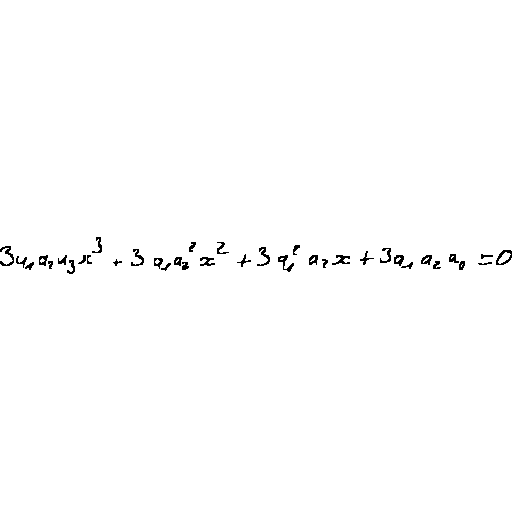 3a₁a₂a₃x³ + 3a₁a₂²x² + 3a₁²a₂x + 3a₁a₂a₀ = 0